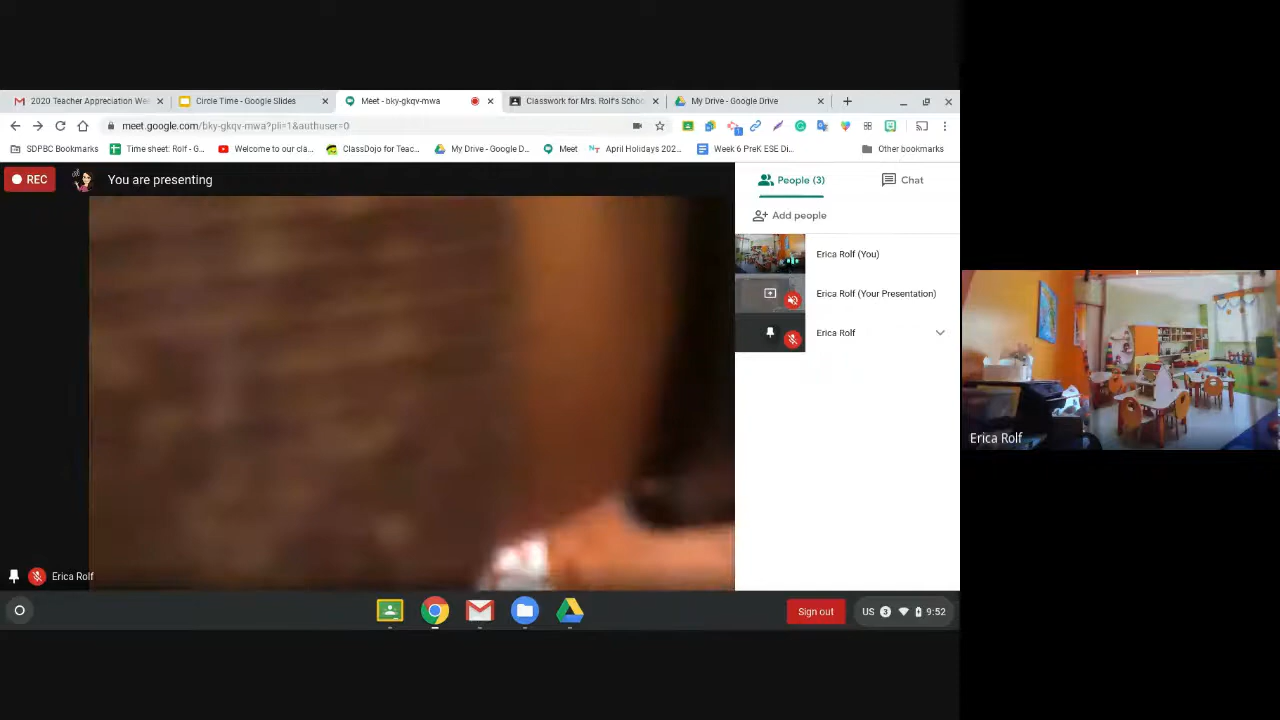 2020 Teacher Appreciation Wee
Circle Time - Google Slides
Meet - bky-gkqv-mwa
Classwork for Mrs. Rolf's Schoo
My Drive - Google Drive
meet.google.com/bky-gkqv-mwa?pli=1&authuser=0
SDPBC Bookmarks
Time sheet: Rolf - G...
Welcome to our cla...
ClassDojo for Teac...
My Drive - Google D...
Meet
April Holidays 202...
Week 6 PreK ESE Di...
Other bookmarks
REC
You are presenting
People (3)
Chat
Add people
Erica Rolf (You)
Erica Rolf (Your Presentation)
Erica Rolf
Erica Rolf
Erica Rolf
Sign out
US 3 9:52